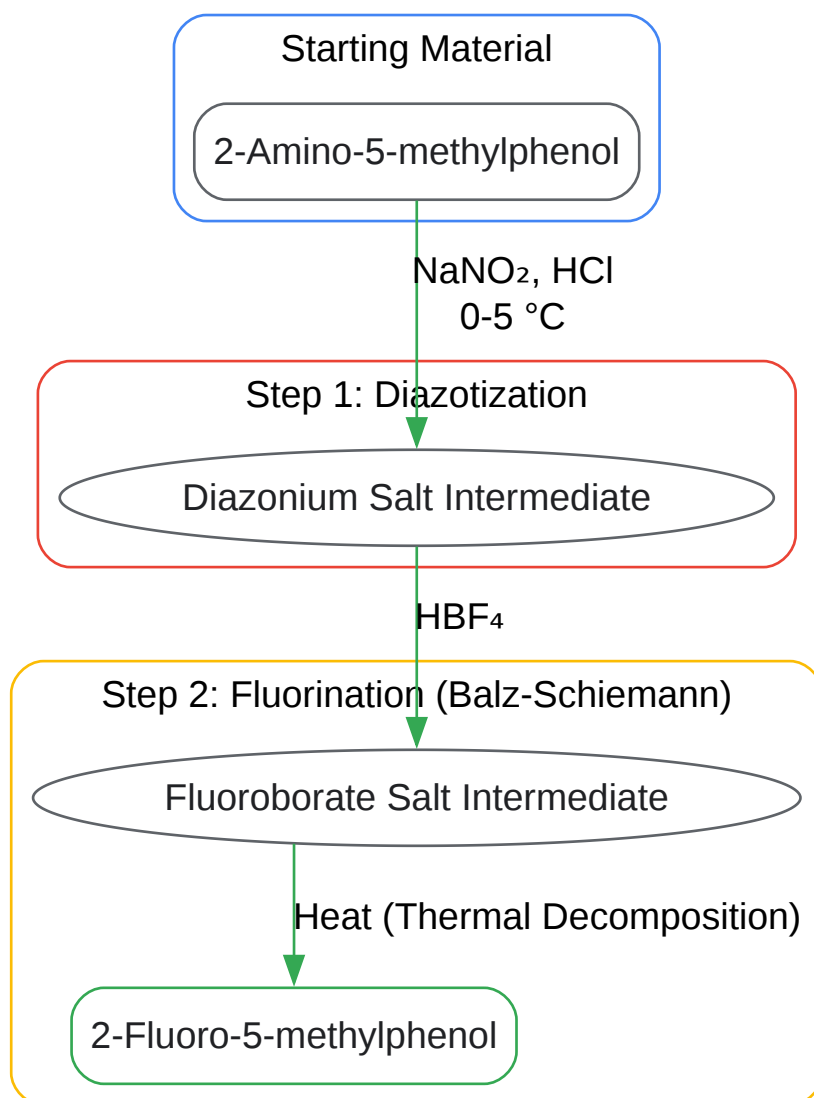 Starting Material
2-Amino-5-methylphenol
NaNO₂, HCl
0-5 °C
Step 1: Diazotization
Diazonium Salt Intermediate
HBF₄
Step 2: Fluorination (Balz-Schiemann)
Fluoroborate Salt Intermediate
Heat (Thermal Decomposition)
2-Fluoro-5-methylphenol